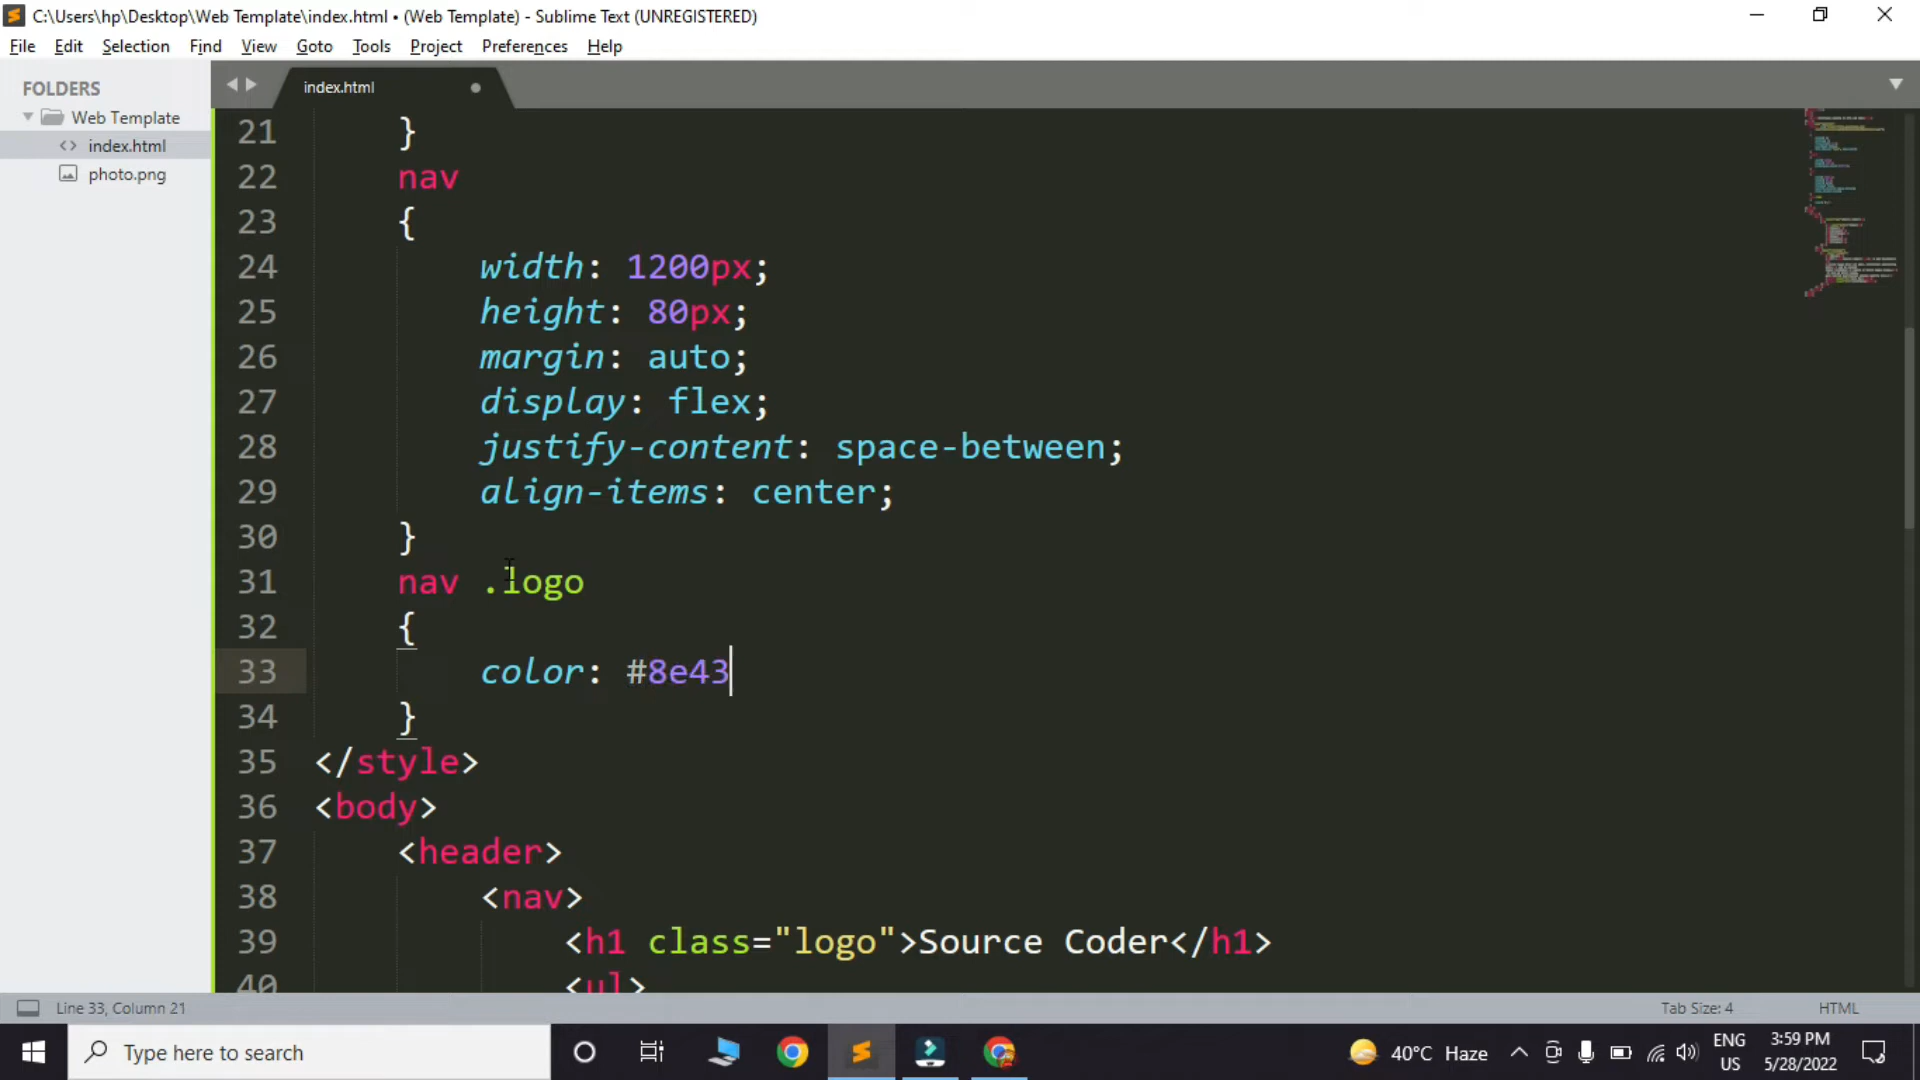 C:\Users\hp\Desktop\Web Template\index.html • (Web Template) - Sublime Text (UNREGISTERED)
File Edit Selection Find View Goto Tools Project Preferences Help
FOLDERS
Web Template
index.html
photo.png
index.html
21 }
22 nav
23 {
24 width: 1200px;
25 height: 80px;
26 margin: auto;
27 display: flex;
28 justify-content: space-between;
29 align-items: center;
30 }
31 nav .logo
32 {
33 color: #8e43
34 }
35 </style>
36 <body>
37 <header>
38 <nav>
39 <h1 class="logo">Source Coder</h1>
40 <ul>
Line 33, Column 21 Tab Size: 4 HTML
Type here to search
40°C Haze
ENG
US
3:59 PM
5/28/2022